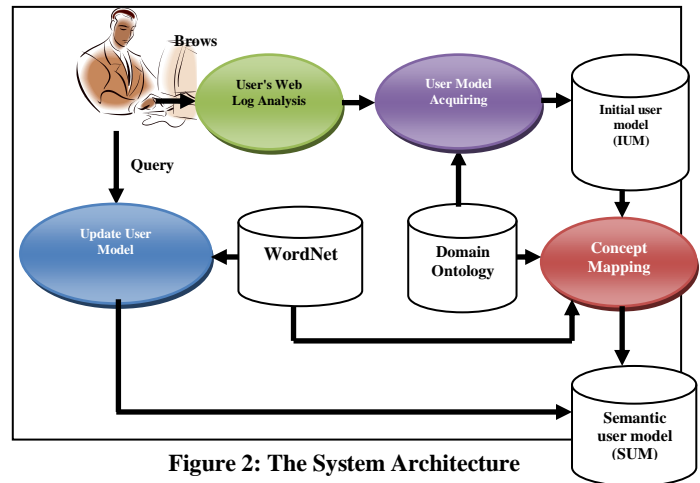 Brows
User's Web
Log Analysis
User Model
Acquiring
Initial user
model
(IUM)
Query
Update User
Model
WordNet
Domain
Ontology
Concept
Mapping
Semantic
user model
(SUM)
Figure 2: The System Architecture